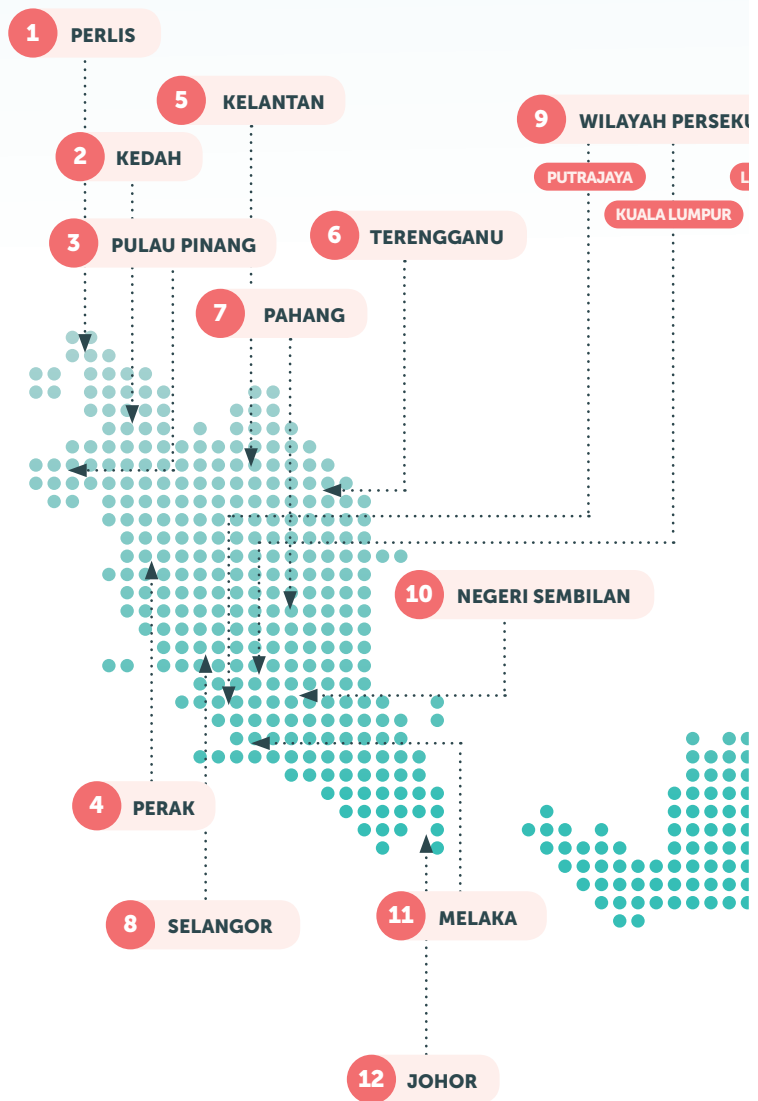 1 PERLIS
5 KELANTAN
9 WILAYAH PERSEKU
2 KEDAH
PUTRAJAYA
L
KUALA LUMPUR
3 PULAU PINANG
6 TERENGGANU
7 PAHANG
10 NEGERI SEMBILAN
4 PERAK
8 SELANGOR
11 MELAKA
12 JOHOR